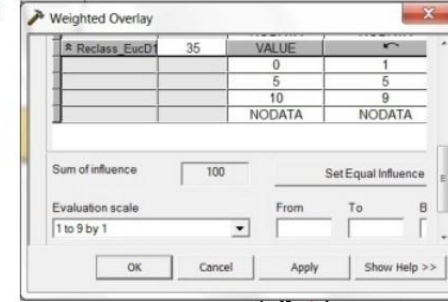 Weighted Overlay
Reclass_EucD1 35 VALUE
0 1
5 5
10 9
NODATA NODATA
Sum of influence 100 Set Equal Influence
Evaluation scale From To B
1 to 9 by 1
OK Cancel Apply Show Help >>